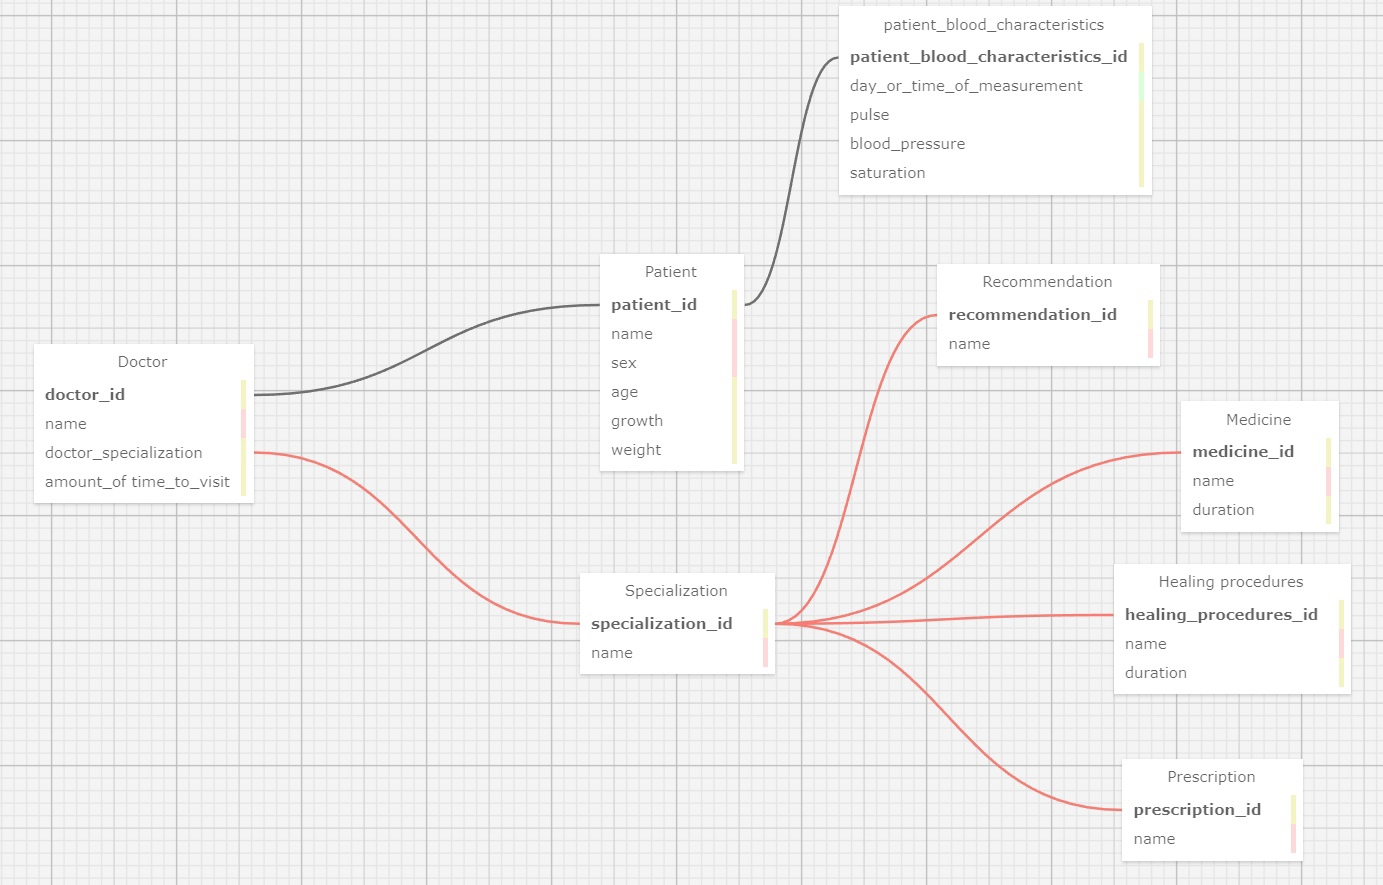 patient_blood_characteristics
patient_blood_characteristics_id
day_or_time_of_measurement
pulse
blood_pressure
saturation
Patient
patient_id
name
sex
age
growth
weight
Recommendation
recommendation_id
name
Doctor
doctor_id
name
doctor_specialization
amount_of time_to_visit
Medicine
medicine_id
name
duration
Specialization
specialization_id
name
Healing procedures
healing_procedures_id
name
duration
Prescription
prescription_id
name